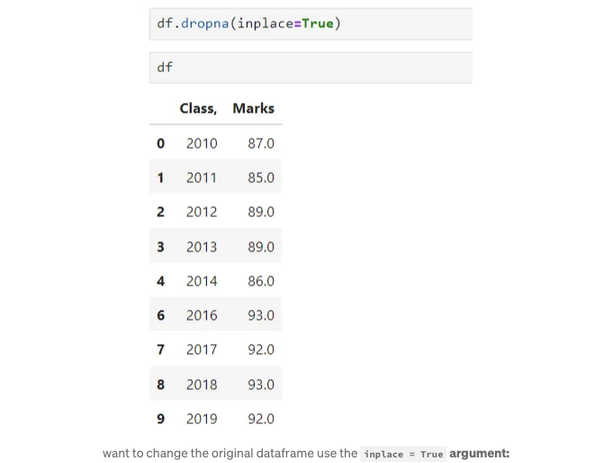 df.dropna(inplace=True)
df
Class, Marks
0 2010 87.0
1 2011 85.0
2 2012 89.0
3 2013 89.0
4 2014 86.0
6 2016 93.0
7 2017 92.0
8 2018 93.0
9 2019 92.0
want to change the original dataframe use the inplace = True argument: